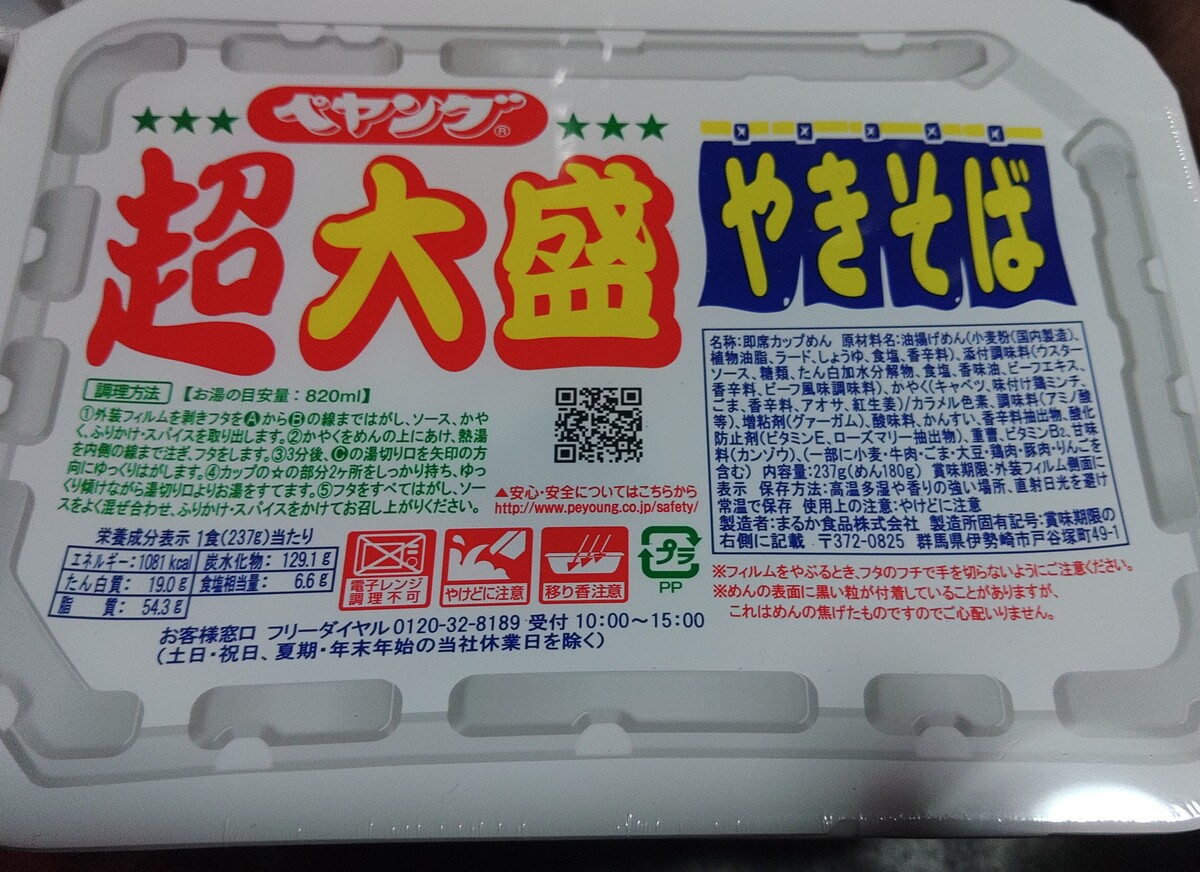 ★★★ペヤング®★★★
超大盛
やきそば
調理方法【お湯の目安量：820ml】
①外装フィルムを剥きフタをⒶからⒷの線まではがし、ソース、かや
く、ふりかけ・スパイスを取り出します。②かやくをめんの上にあけ、熱湯
を内側の線まで注ぎ、フタをします。③3分後、Ⓒの湯切り口を矢印の方
向にゆっくりはがします。④カップの☆の部分2ヶ所をしっかり持ち、ゆっ
くり傾けながら湯切り口よりお湯をすてます。⑤フタをすべてはがし、ソー
スをよく混ぜ合わせ、ふりかけ・スパイスをかけてお召し上がりください。
▲安心・安全についてはこちらから
http://www.peyoung.co.jp/safety/
栄養成分表示 1食(237g)当たり
エネルギー：1081kcal 炭水化物：129.1g
たん白質：19.0g 食塩相当量：6.6g
脂質：54.3g
電子レンジ
調理不可
やけどに注意
移り香注意
プラ
PP
お客様窓口 フリーダイヤル0120-32-8189 受付 10:00～15:00
(土日・祝日、夏期・年末年始の当社休業日を除く)
名称：即席カップめん 原材料名：油揚げめん(小麦粉(国内製造)、
植物油脂、ラード、しょうゆ、食塩、香辛料)、添付調味料(ウスター
ソース、糖類、たん白加水分解物、食塩、香味油、ビーフエキス、
香辛料、ビーフ風味調味料)、かやく(キャベツ、味付け鶏ミンチ、
ごま、香辛料、アオサ、紅生姜)/カラメル色素、調味料(アミノ酸
等)、増粘剤(グァーガム)、酸味料、かんすい、香辛料抽出物、酸化
防止剤(ビタミンE、ローズマリー抽出物)、重曹、ビタミンB2、甘味
料(カンゾウ)、(一部に小麦・牛肉・ごま・大豆・鶏肉・豚肉・りんごを
含む) 内容量：237g(めん180g) 賞味期限：外装フィルム側面に
表示 保存方法：高温多湿や香りの強い場所、直射日光を避け
常温で保存 使用上の注意：やけどに注意
製造者：まるか食品株式会社 製造所固有記号：賞味期限の
右側に記載 〒372-0825 群馬県伊勢崎市戸谷塚町49-1
※フィルムをやぶるとき、フタのフチで手を切らないようにご注意ください。
※めんの表面に黒い粒が付着していることがありますが、
これはめんの焦げたものですのでご心配いりません。